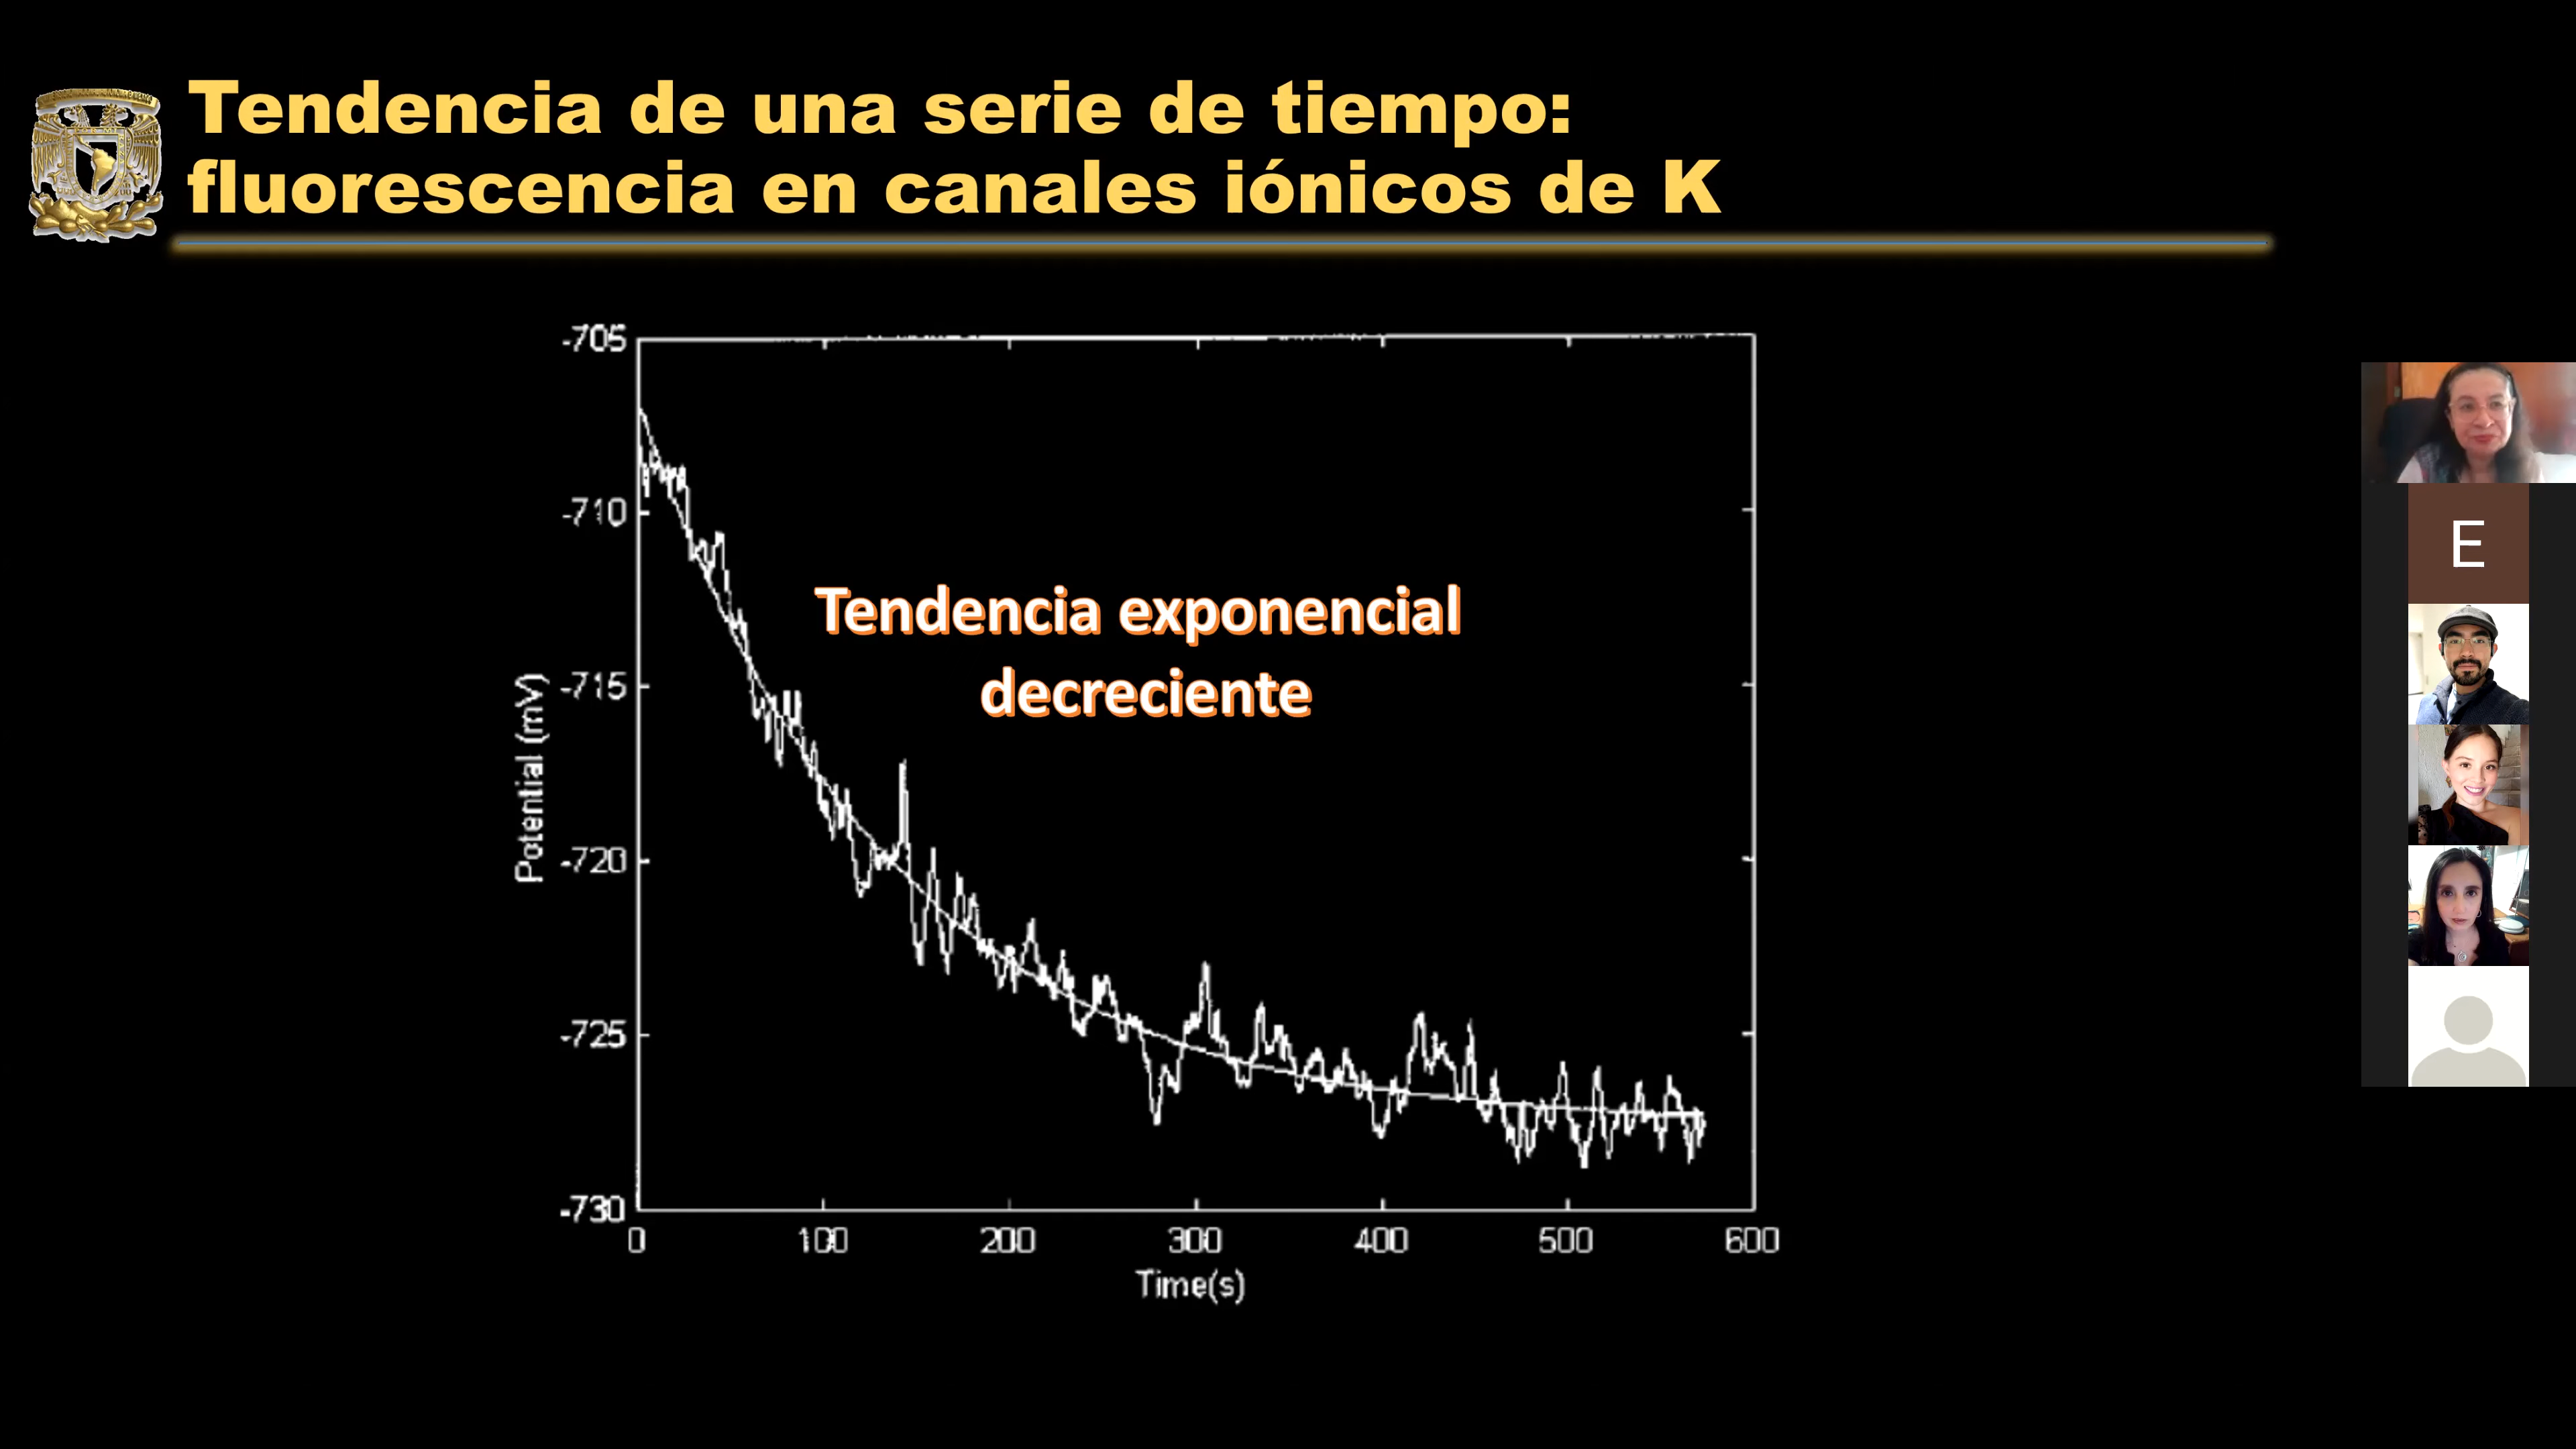 Tendencia de una serie de tiempo:
fluorescencia en canales iónicos de K
-705
-710
-715
-720
-725
-730
Potential (mV)
Tendencia exponencial
decreciente
0 100 200 300 400 500 600
Time(s)
E